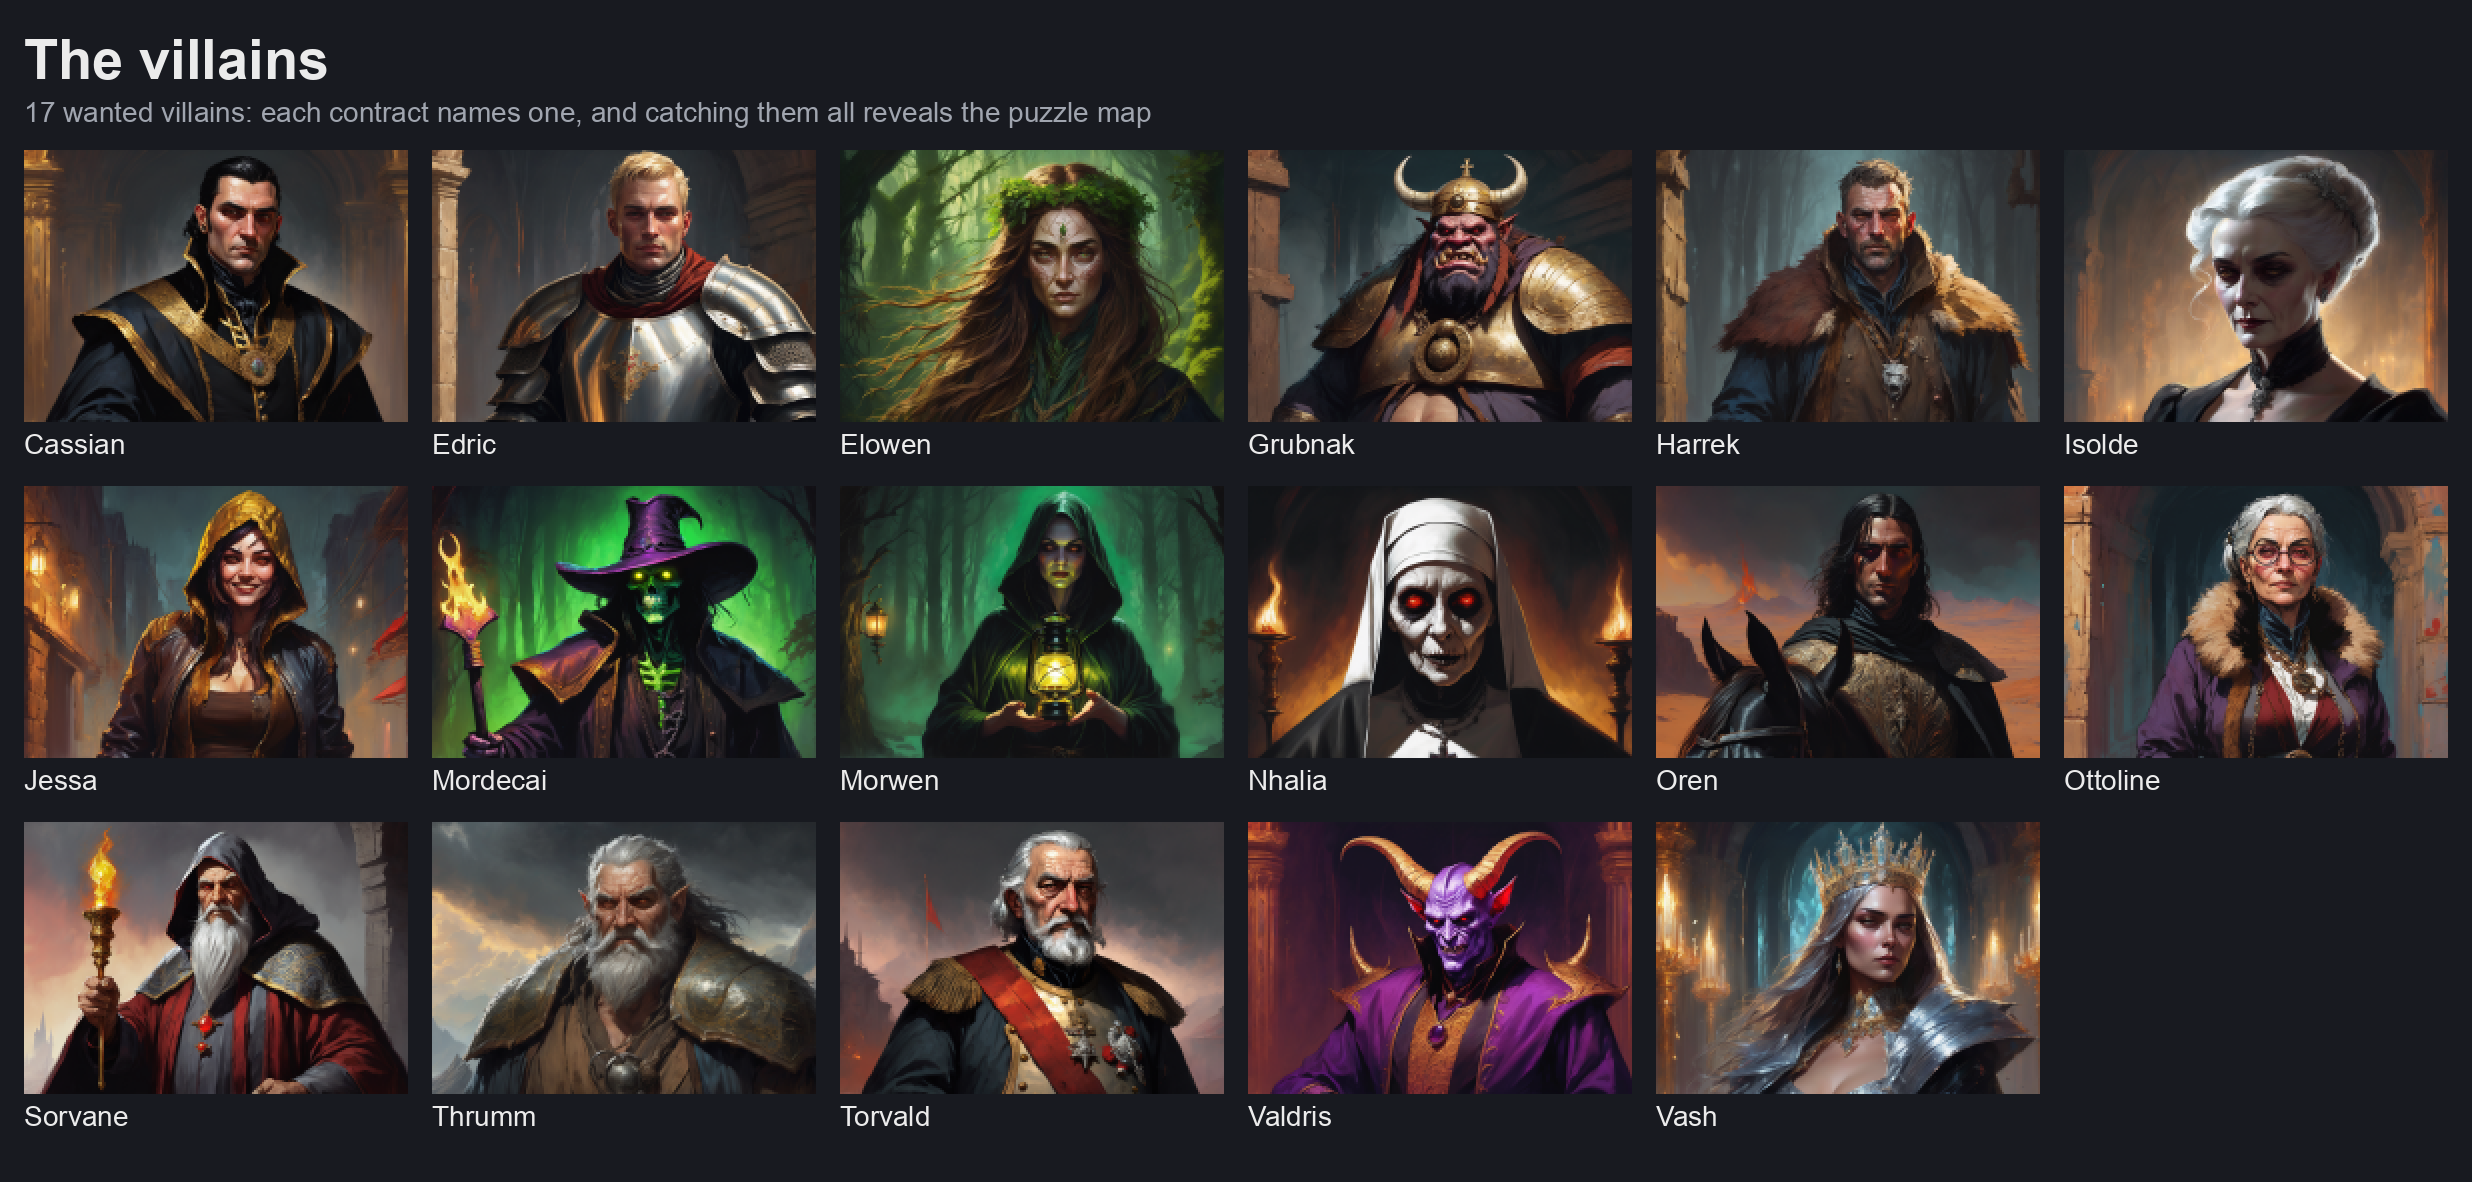 The villains
17 wanted villains: each contract names one, and catching them all reveals the puzzle map
Cassian
Edric
Elowen
Grubnak
Harrek
Isolde
Jessa
Mordecai
Morwen
Nhalia
Oren
Ottoline
Sorvane
Thrumm
Torvald
Valdris
Vash